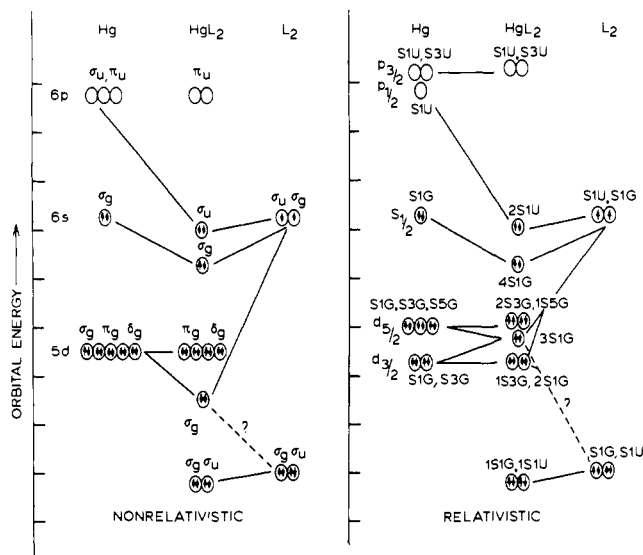 Hg HgL2 L2
σu, πu πu
6p
σg σu σg
6s σu
σg
σg πg δg πg δg
5d
σg ?
σg σu σg σu
NONRELATIVISTIC
ORBITAL ENERGY
Hg HgL2 L2
S1U, S3U S1U, S3U
p3/2
p1/2
S1U
S1G S1U, S1G
S1/2 2S1U
4S1G
S1G, S3G, S5G 2S3G, 1S5G
d5/2 3S1G
d3/2
S1G, S3G 1S3G, 2S1G
?
1S1G, 1S1U S1G, S1U
RELATIVISTIC